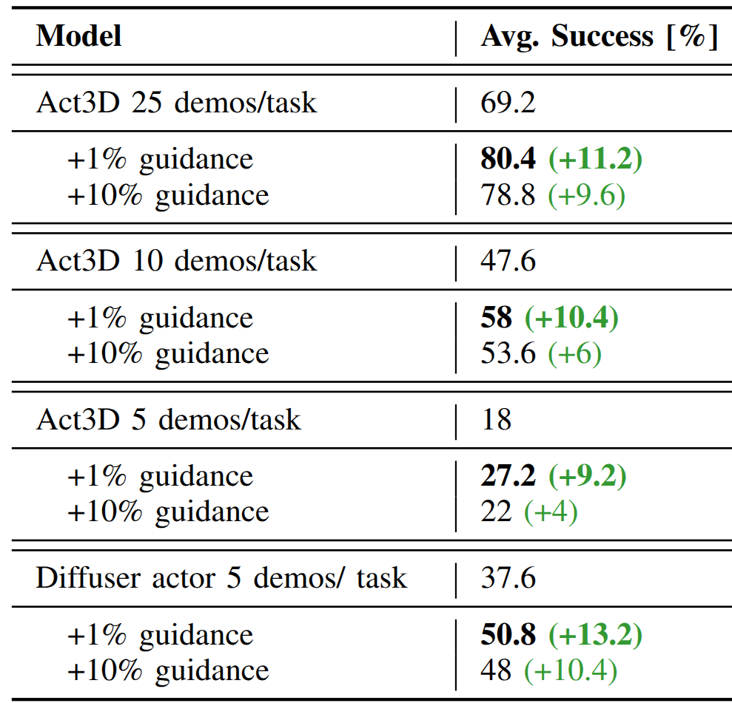 Model Avg. Success [%]
Act3D 25 demos/task 69.2
+1% guidance 80.4 (+11.2)
+10% guidance 78.8 (+9.6)
Act3D 10 demos/task 47.6
+1% guidance 58 (+10.4)
+10% guidance 53.6 (+6)
Act3D 5 demos/task 18
+1% guidance 27.2 (+9.2)
+10% guidance 22 (+4)
Diffuser actor 5 demos/ task 37.6
+1% guidance 50.8 (+13.2)
+10% guidance 48 (+10.4)